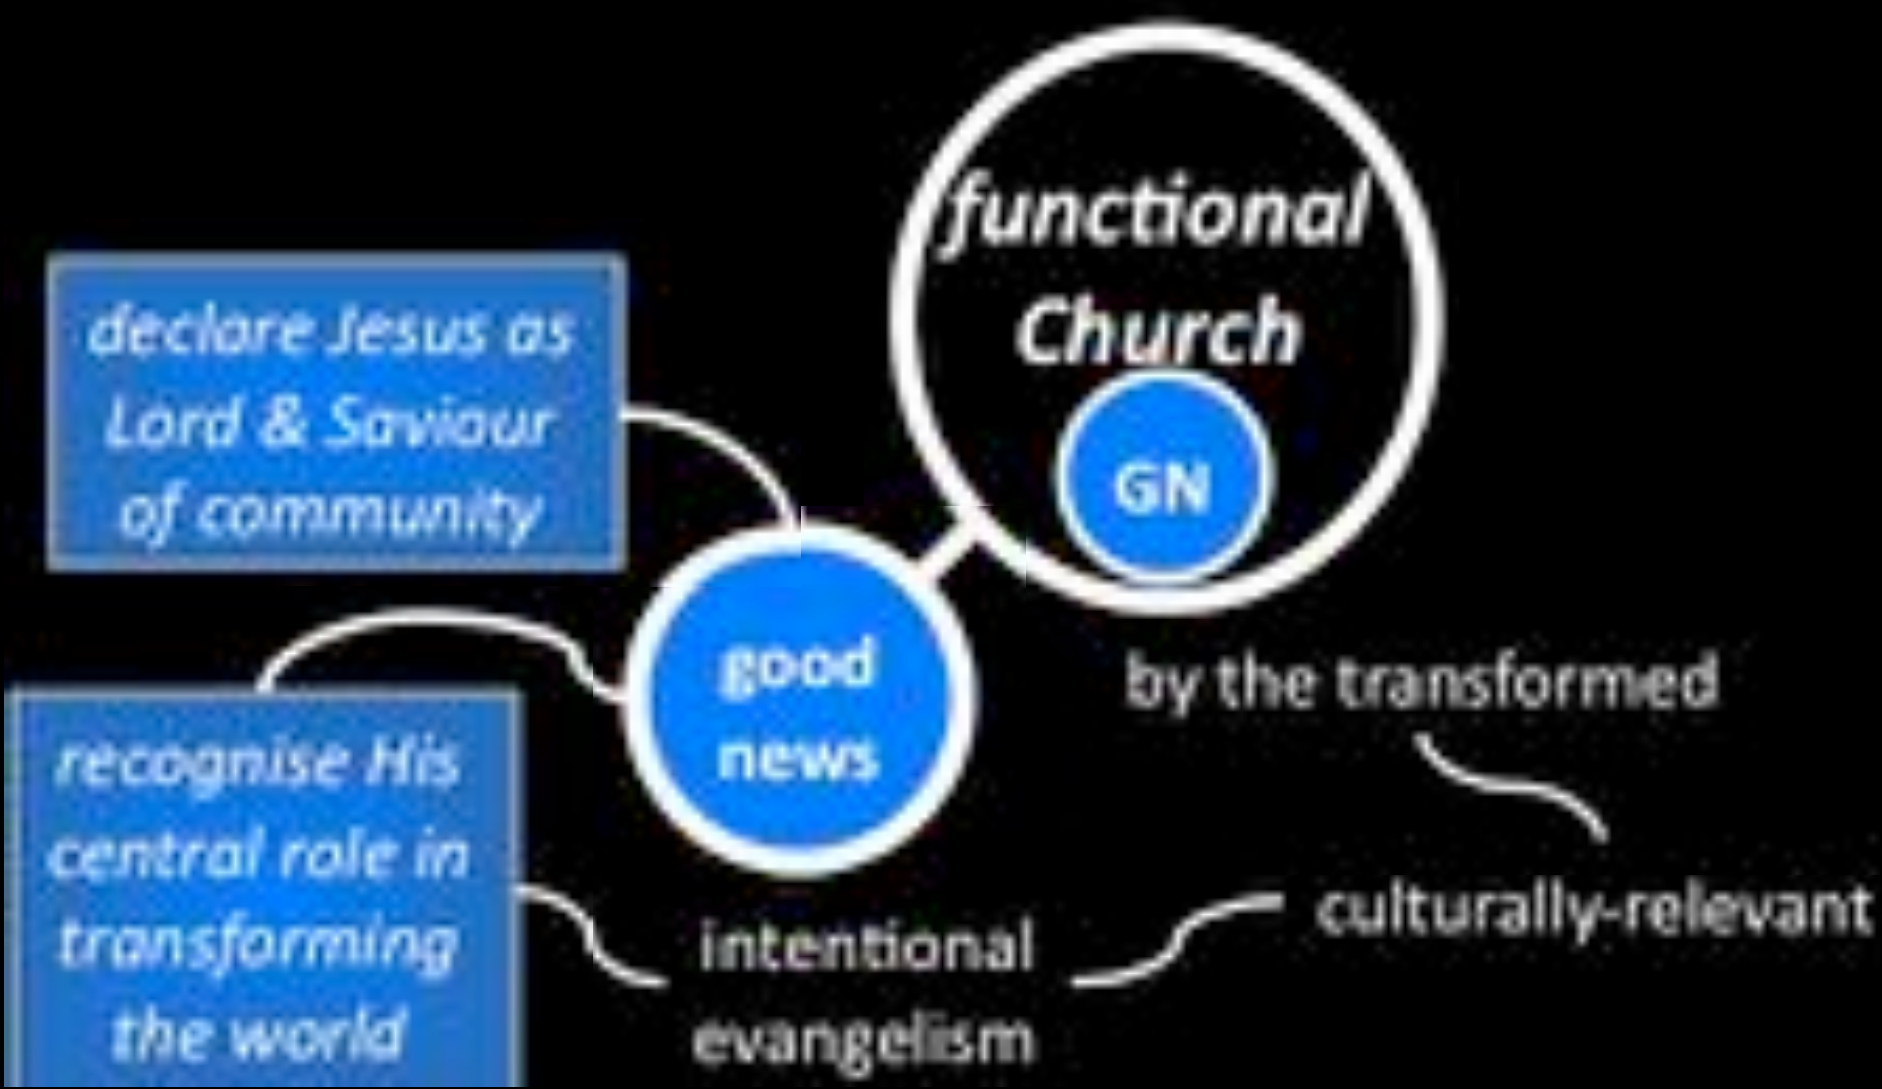 functional
Church
GN
declare Jesus as
Lord & Saviour
of community
good
news
by the transformed
recognise His
central role in
transforming
the world
culturally-relevant
intentional
evangelism